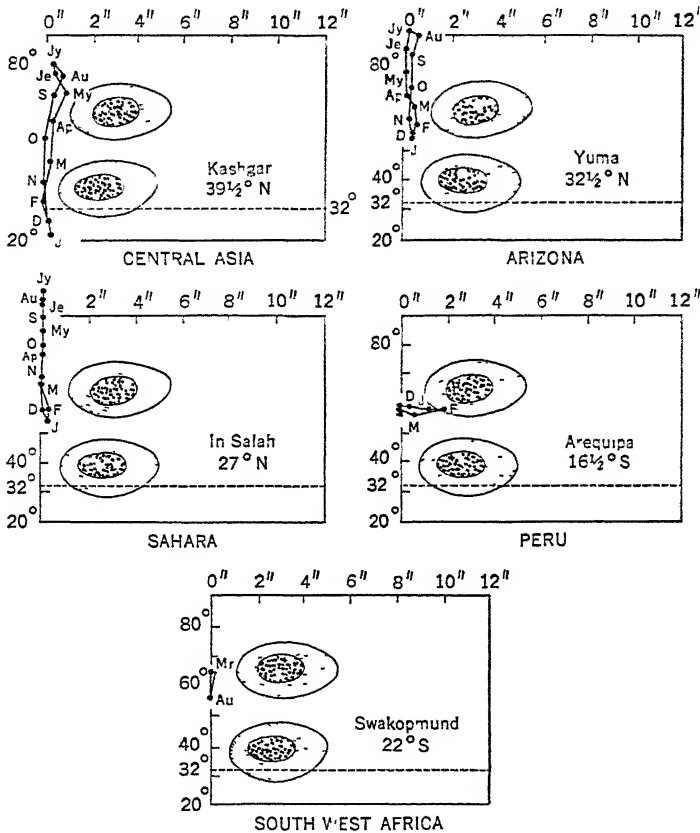 0" 2" 4" 6" 8" 10" 12"
Jy
80°
Je Au
S My
Ap
O
M
N
F
D
J
20°
Kashgar
39½° N
32°
CENTRAL ASIA
0" 2" 4" 6" 8" 10" 12"
Jy Au
Je
80° S
My O
Ap M
N F
D J
40°
32°
20°
Yuma
32½° N
ARIZONA
Jy
0" 2" 4" 6" 8" 10" 12"
Au Je
S
My
O
Ap
N
M
D F
J
40°
32°
20°
In Salah
27° N
SAHARA
0" 2" 4" 6" 8" 10" 12"
80°
D J F
M
40°
32°
20°
Arequipa
16½° S
PERU
0" 2" 4" 6" 8" 10" 12"
80°
Mr
60°
Au
40°
32°
20°
Swakopmund
22° S
SOUTH WEST AFRICA